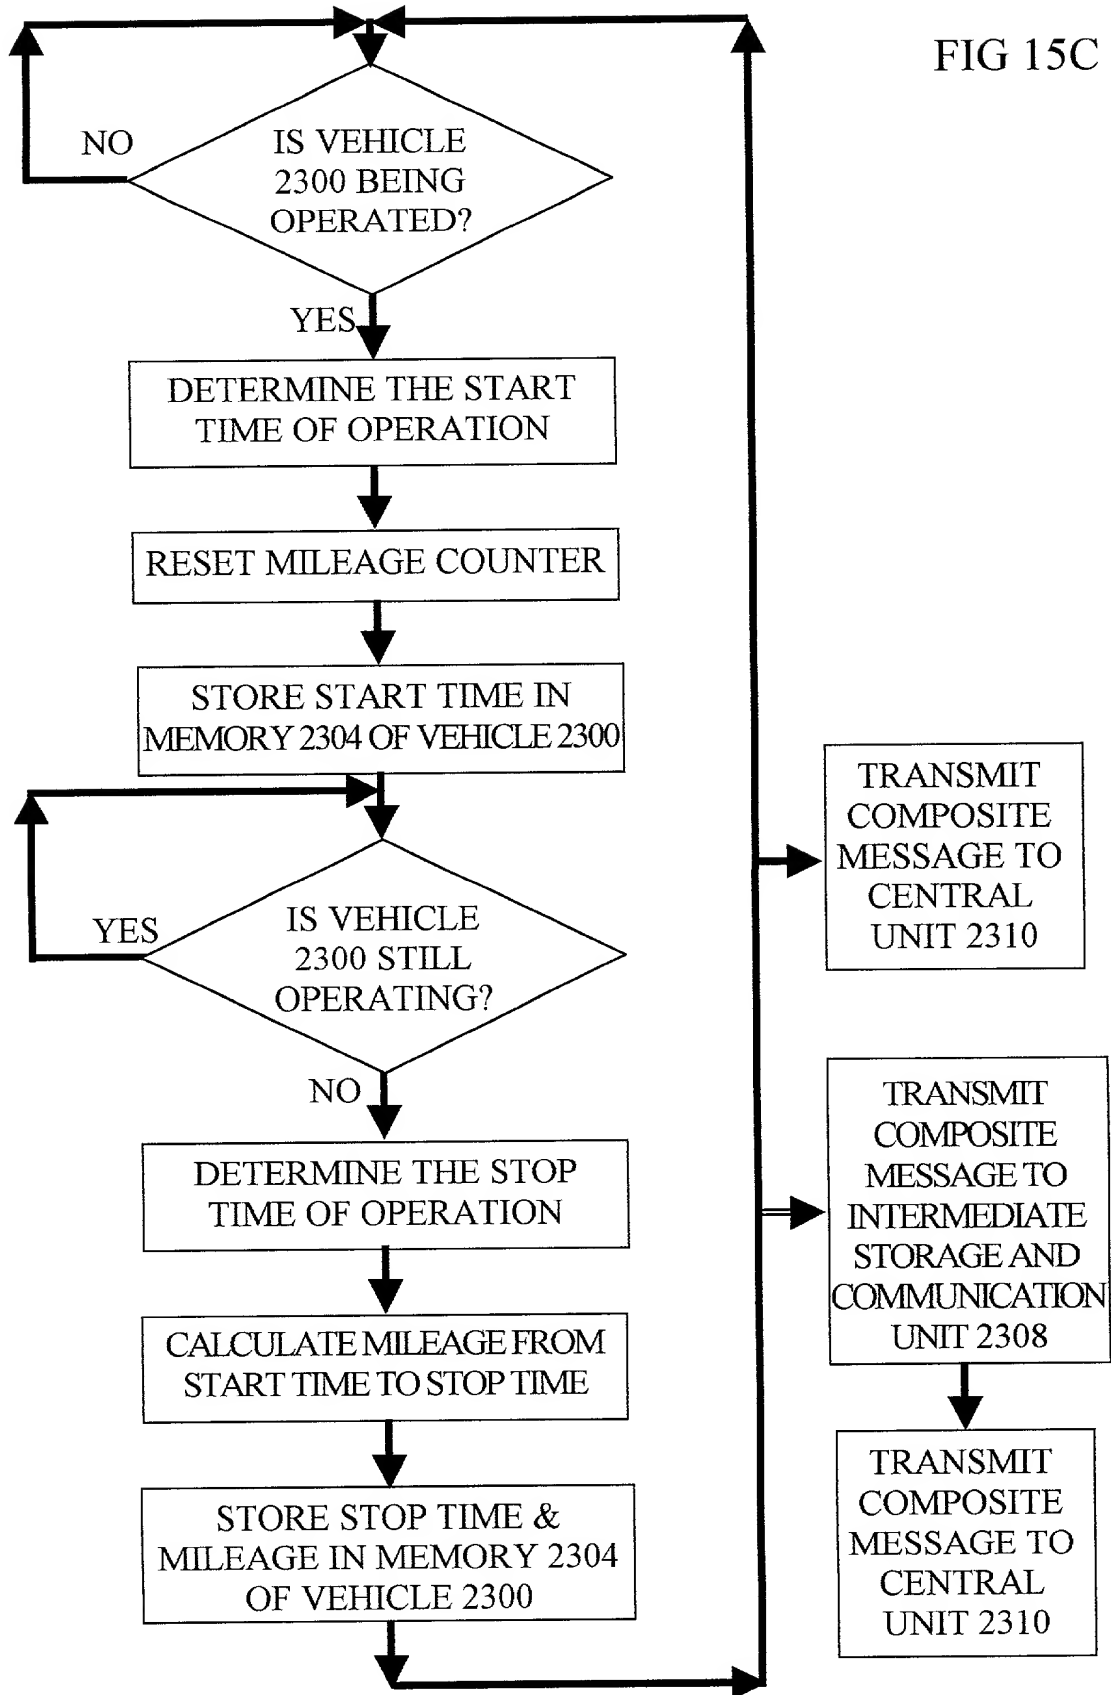 FIG 15C
NO
IS VEHICLE
2300 BEING
OPERATED?
YES
DETERMINE THE START
TIME OF OPERATION
RESET MILEAGE COUNTER
STORE START TIME IN
MEMORY 2304 OF VEHICLE 2300
YES
IS VEHICLE
2300 STILL
OPERATING?
NO
DETERMINE THE STOP
TIME OF OPERATION
CALCULATE MILEAGE FROM
START TIME TO STOP TIME
STORE STOP TIME &
MILEAGE IN MEMORY 2304
OF VEHICLE 2300
TRANSMIT
COMPOSITE
MESSAGE TO
CENTRAL
UNIT 2310
TRANSMIT
COMPOSITE
MESSAGE TO
INTERMEDIATE
STORAGE AND
COMMUNICATION
UNIT 2308
TRANSMIT
COMPOSITE
MESSAGE TO
CENTRAL
UNIT 2310